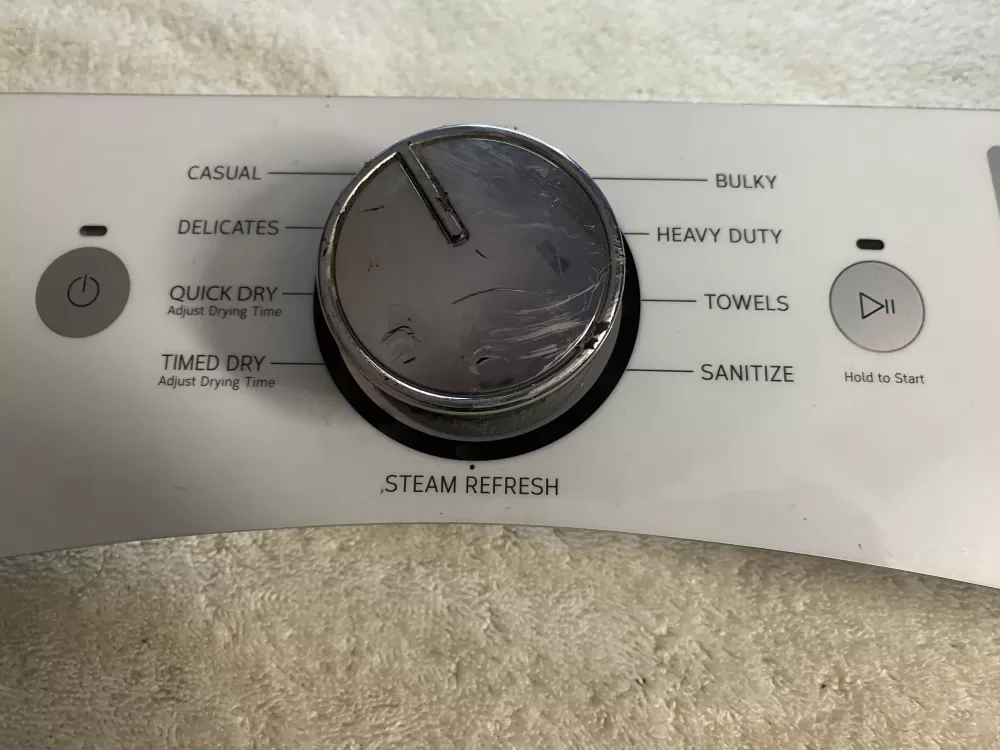 CASUAL
DELICATES
QUICK DRY
Adjust Drying Time
TIMED DRY
Adjust Drying Time
STEAM REFRESH
BULKY
HEAVY DUTY
TOWELS
SANITIZE
Hold to Start